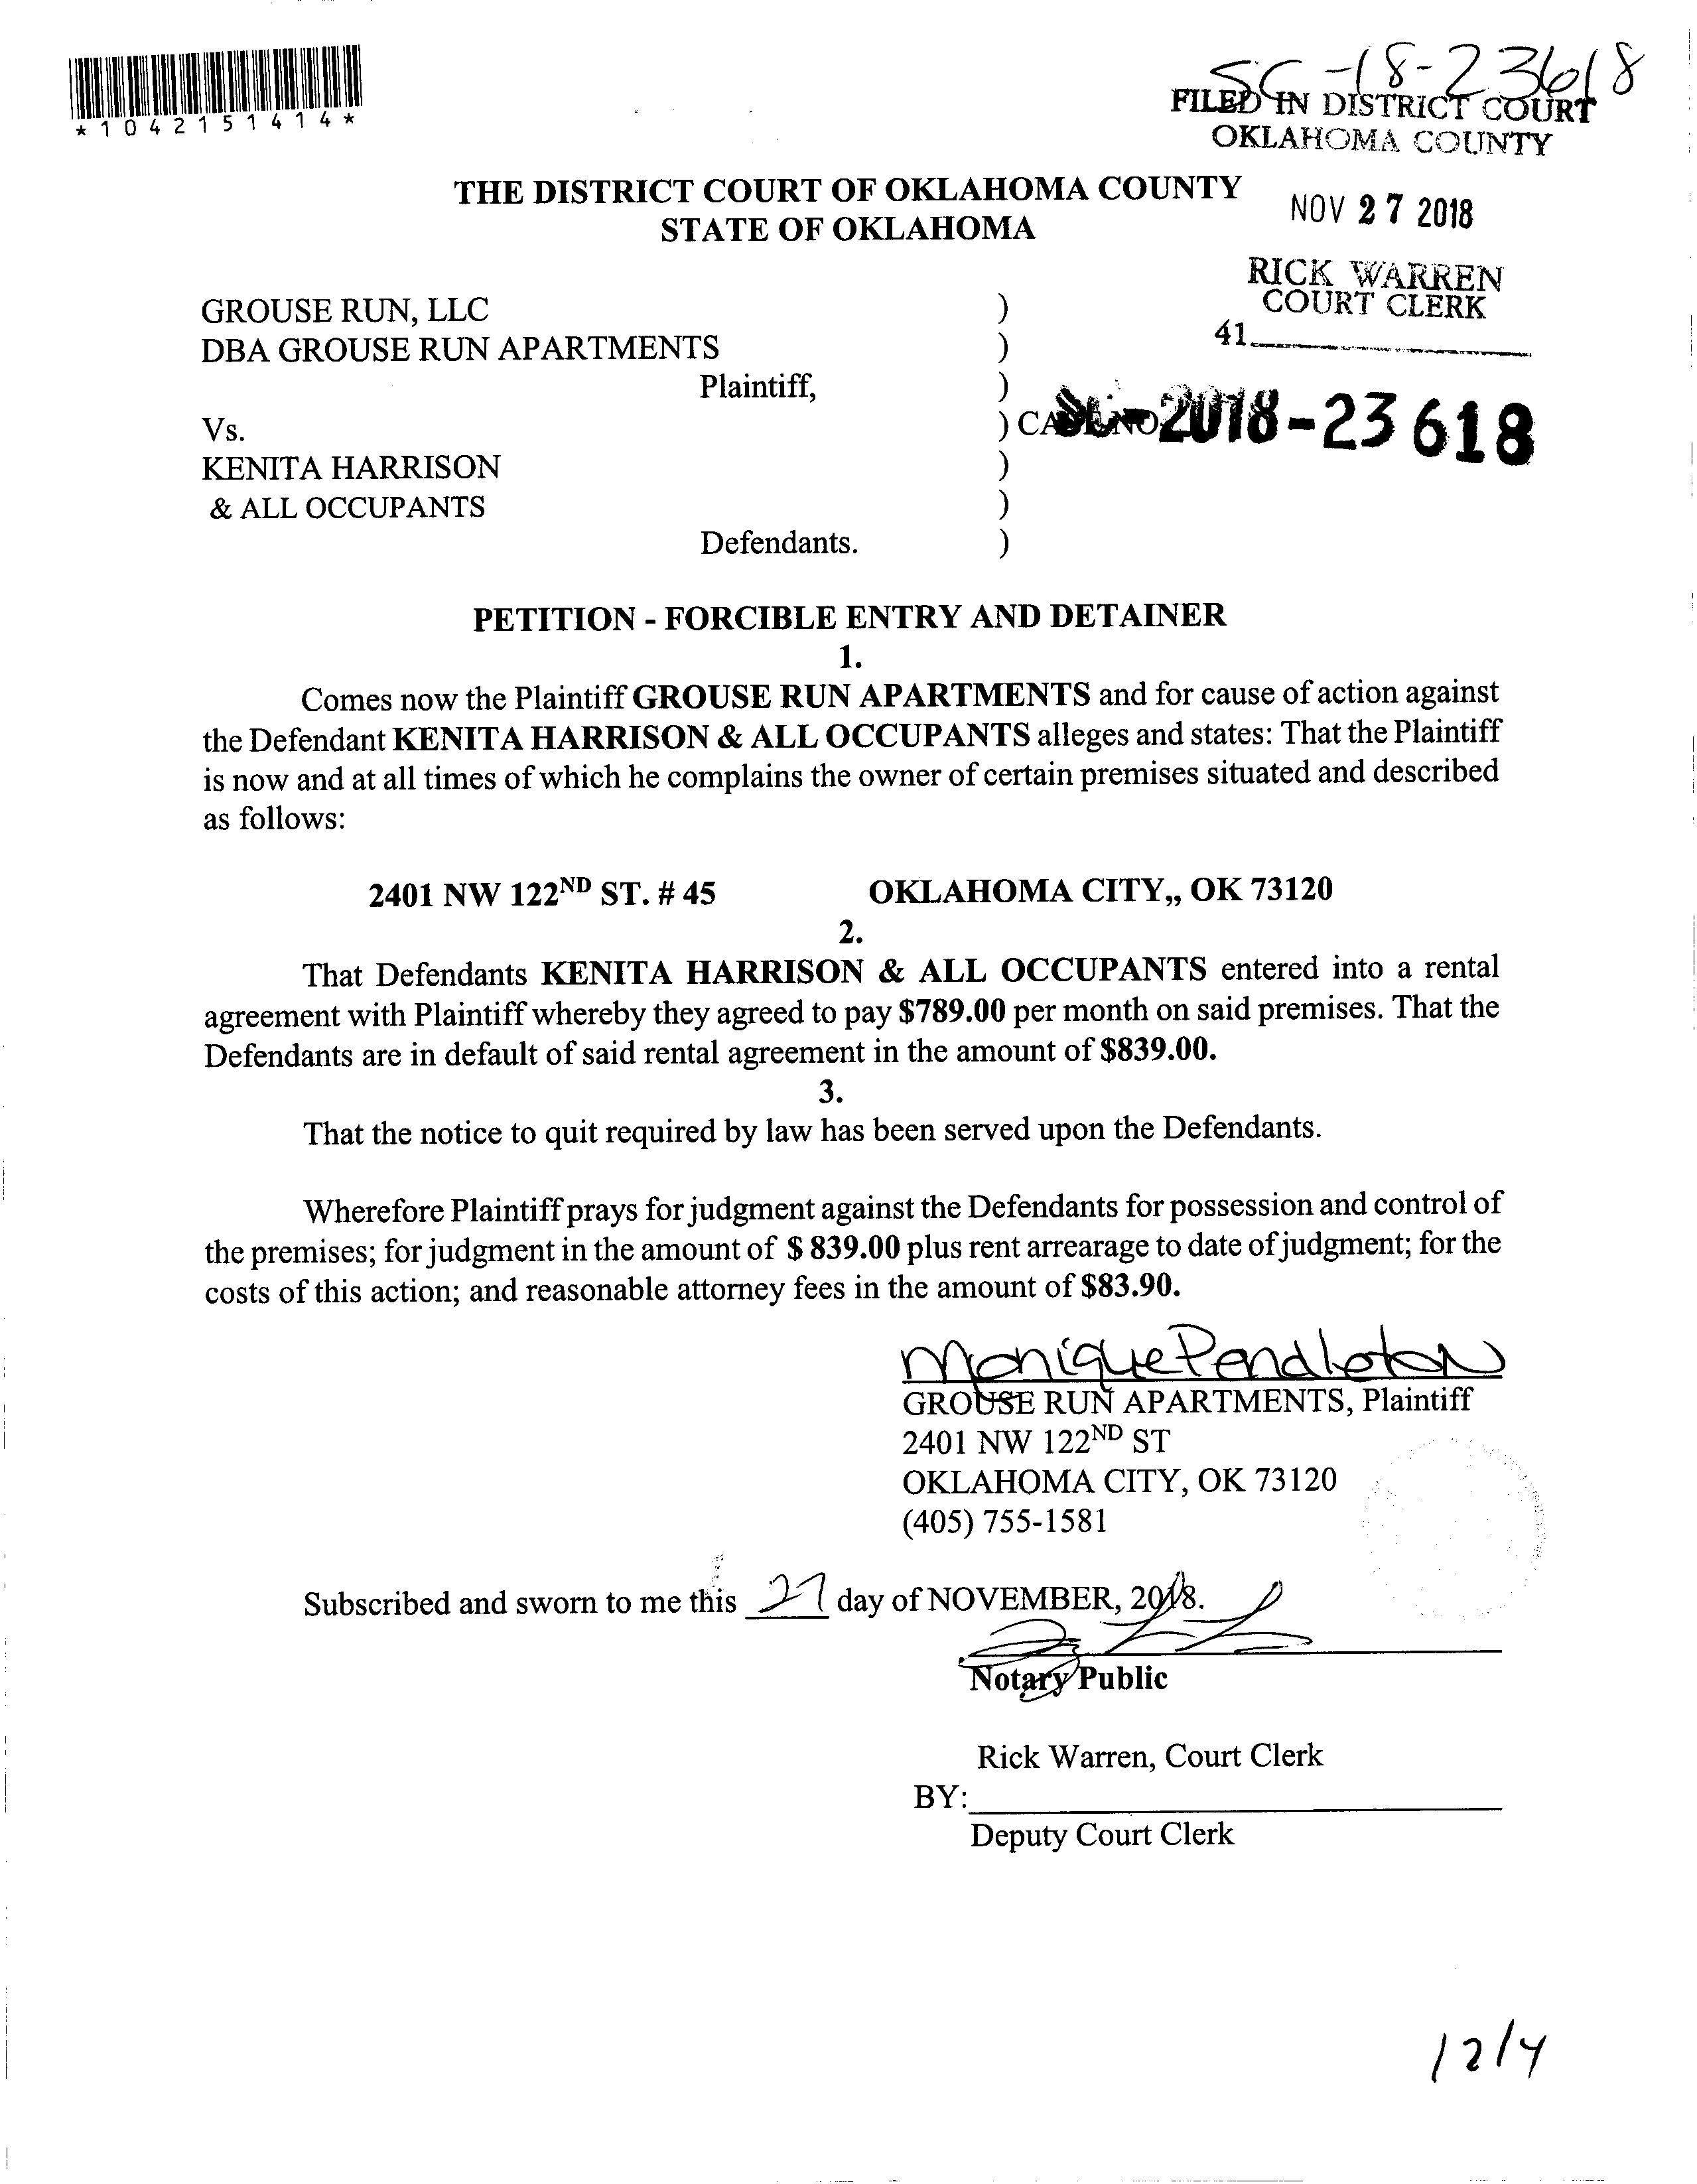 *1042151414*
SC-18-23618
FILED IN DISTRICT COURT
OKLAHOMA COUNTY
THE DISTRICT COURT OF OKLAHOMA COUNTY
STATE OF OKLAHOMA
NOV 27 2018
RICK WARREN
COURT CLERK
41
GROUSE RUN, LLC )
DBA GROUSE RUN APARTMENTS )
Plaintiff, )
Vs. ) SC-2018-23618
KENITA HARRISON )
& ALL OCCUPANTS )
Defendants. )
PETITION - FORCIBLE ENTRY AND DETAINER
1.
Comes now the Plaintiff GROUSE RUN APARTMENTS and for cause of action against
the Defendant KENITA HARRISON & ALL OCCUPANTS alleges and states: That the Plaintiff
is now and at all times of which he complains the owner of certain premises situated and described
as follows:
2401 NW 122ND ST. # 45 OKLAHOMA CITY,, OK 73120
2.
That Defendants KENITA HARRISON & ALL OCCUPANTS entered into a rental
agreement with Plaintiff whereby they agreed to pay $789.00 per month on said premises. That the
Defendants are in default of said rental agreement in the amount of $839.00.
3.
That the notice to quit required by law has been served upon the Defendants.
Wherefore Plaintiff prays for judgment against the Defendants for possession and control of
the premises; for judgment in the amount of $ 839.00 plus rent arrearage to date of judgment; for the
costs of this action; and reasonable attorney fees in the amount of $83.90.
Monique Pendleton
GROUSE RUN APARTMENTS, Plaintiff
2401 NW 122ND ST
OKLAHOMA CITY, OK 73120
(405) 755-1581
Subscribed and sworn to me this 27 day of NOVEMBER, 2018.
Notary Public
Rick Warren, Court Clerk
BY:
Deputy Court Clerk
12/4